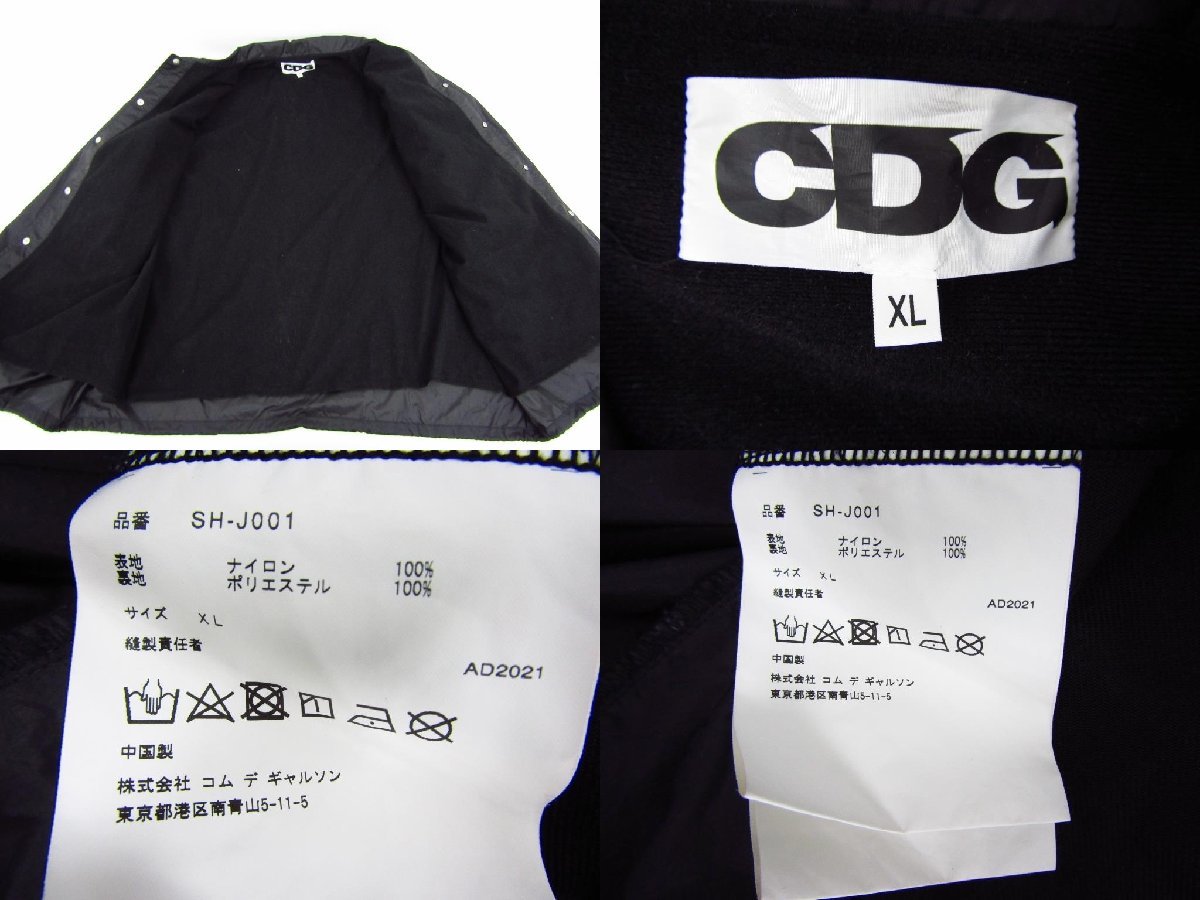 CDG
CDG
XL
品番 SH-J001
表地 ナイロン 100%
裏地 ポリエステル 100%
サイズ XL
縫製責任者
AD2021
中国製
株式会社 コム デ ギャルソン
東京都港区南青山5-11-5
品番 SH-J001
表地 ナイロン 100%
裏地 ポリエステル 100%
サイズ XL
縫製責任者
AD2021
中国製
株式会社 コム デ ギャルソン
東京都港区南青山5-11-5